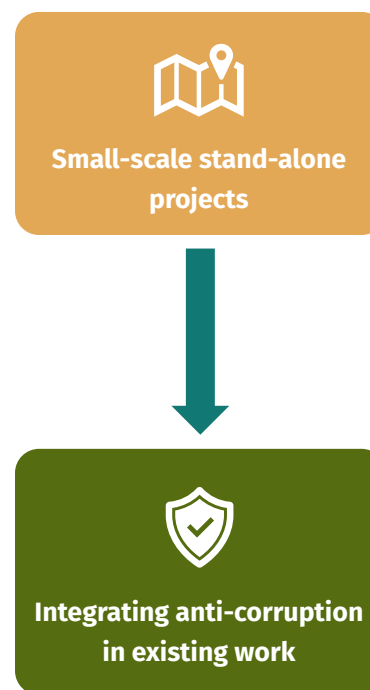 Small-scale stand-alone
projects
Integrating anti-corruption
in existing work